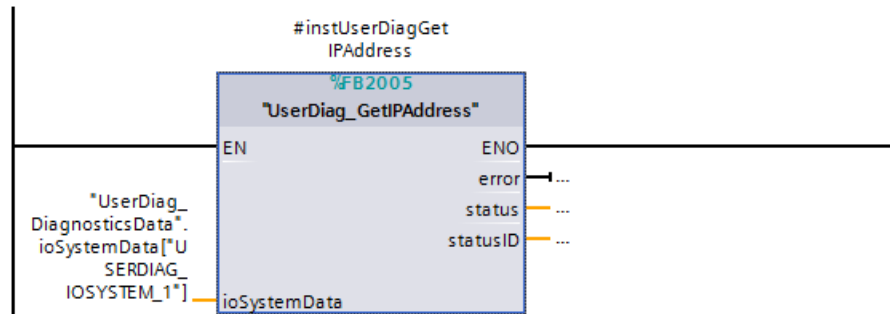 #instUserDiagGet
IPAddress
%FB2005
"UserDiag_GetIPAddress"
EN
ENO
error
...
status
...
statusID
...
"UserDiag_
DiagnosticsData".
ioSystemData["U
SERDIAG_
IOSYSTEM_1"]
ioSystemData